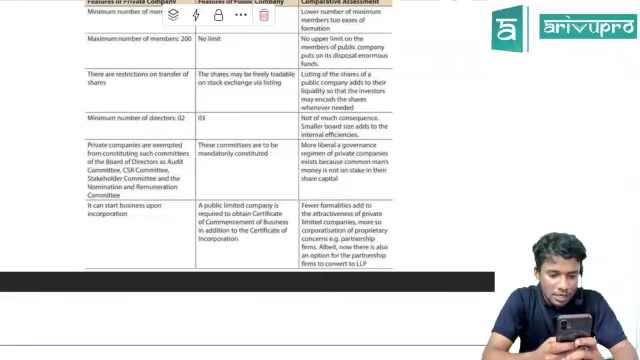 Features of Private Company
Features of Public Company
Comparative Assessment
Minimum number of mem
Lower number of minimum
members too eases of
formation
Maximum number of members: 200
No limit
No upper limit on the
members of public company
puts on its disposal enormous
funds.
There are restrictions on transfer of
shares
The shares may be freely tradable
on stock exchange via listing
Listing of the shares of a
public company adds to their
liquidity so that the investors
may encash the shares
whenever needed
Minimum number of directors: 02
03
Not of much consequence.
Smaller board size adds to the
internal efficiencies.
Private companies are exempted
from constituting such committees
of the Board of Directors as Audit
Committee, CSR Committee,
Stakeholder Committee and the
Nomination and Remuneration
Committee
These committees are to be
mandatorily constituted
More liberal a governance
regimen of private companies
exists because common man's
money is not on stake in their
share capital
It can start business upon
incorporation
A public limited company is
required to obtain Certificate
of Commencement of Business
in addition to the Certificate of
Incorporation.
Fewer formalities add to
the attractiveness of private
limited companies, more so
corporatisation of proprietary
concerns e.g. partnership
firms. Albeit, now there is also
an option for the partnership
firms to convert to LLP
arivupro